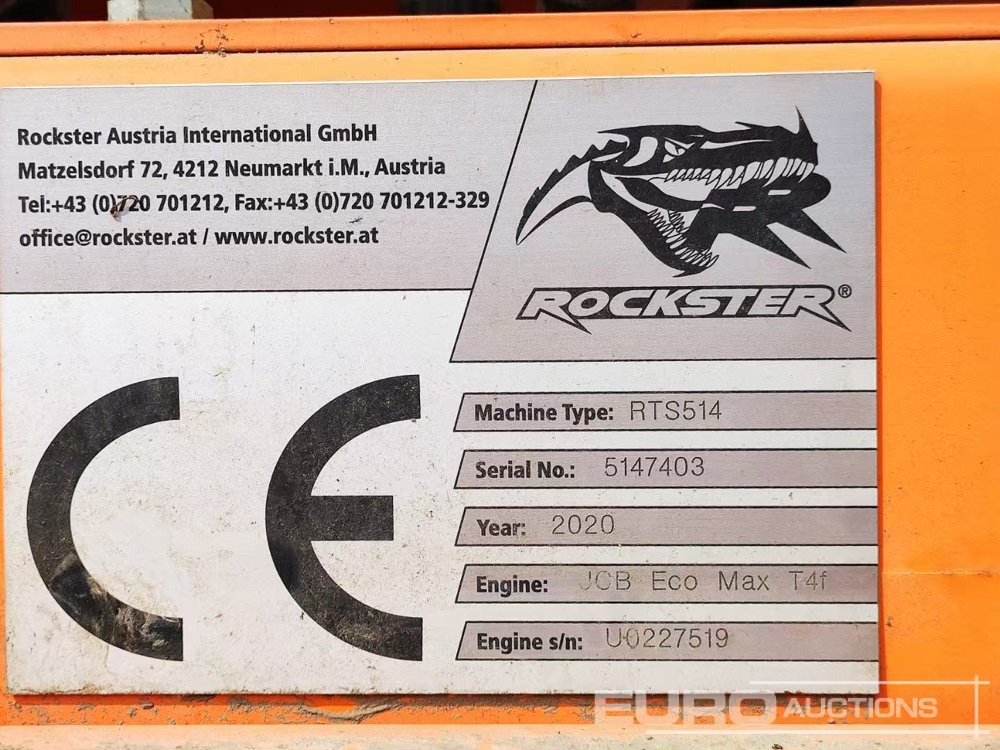 Rockster Austria International GmbH
Matzelsdorf 72, 4212 Neumarkt i.M., Austria
Tel:+43 (0)720 701212, Fax:+43 (0)720 701212-329
office@rockster.at / www.rockster.at
ROCKSTER®
CE
Machine Type: RTS514
Serial No.: 5147403
Year: 2020
Engine: JCB Eco Max T4f
Engine s/n: U0227519
EURO AUCTIONS